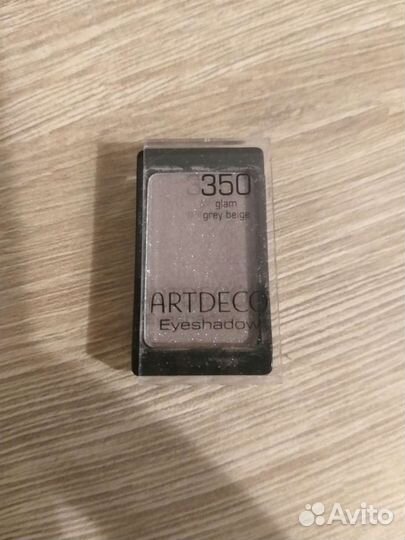 350
glam
grey beige
ARTDECO
Eyeshadow
Avito